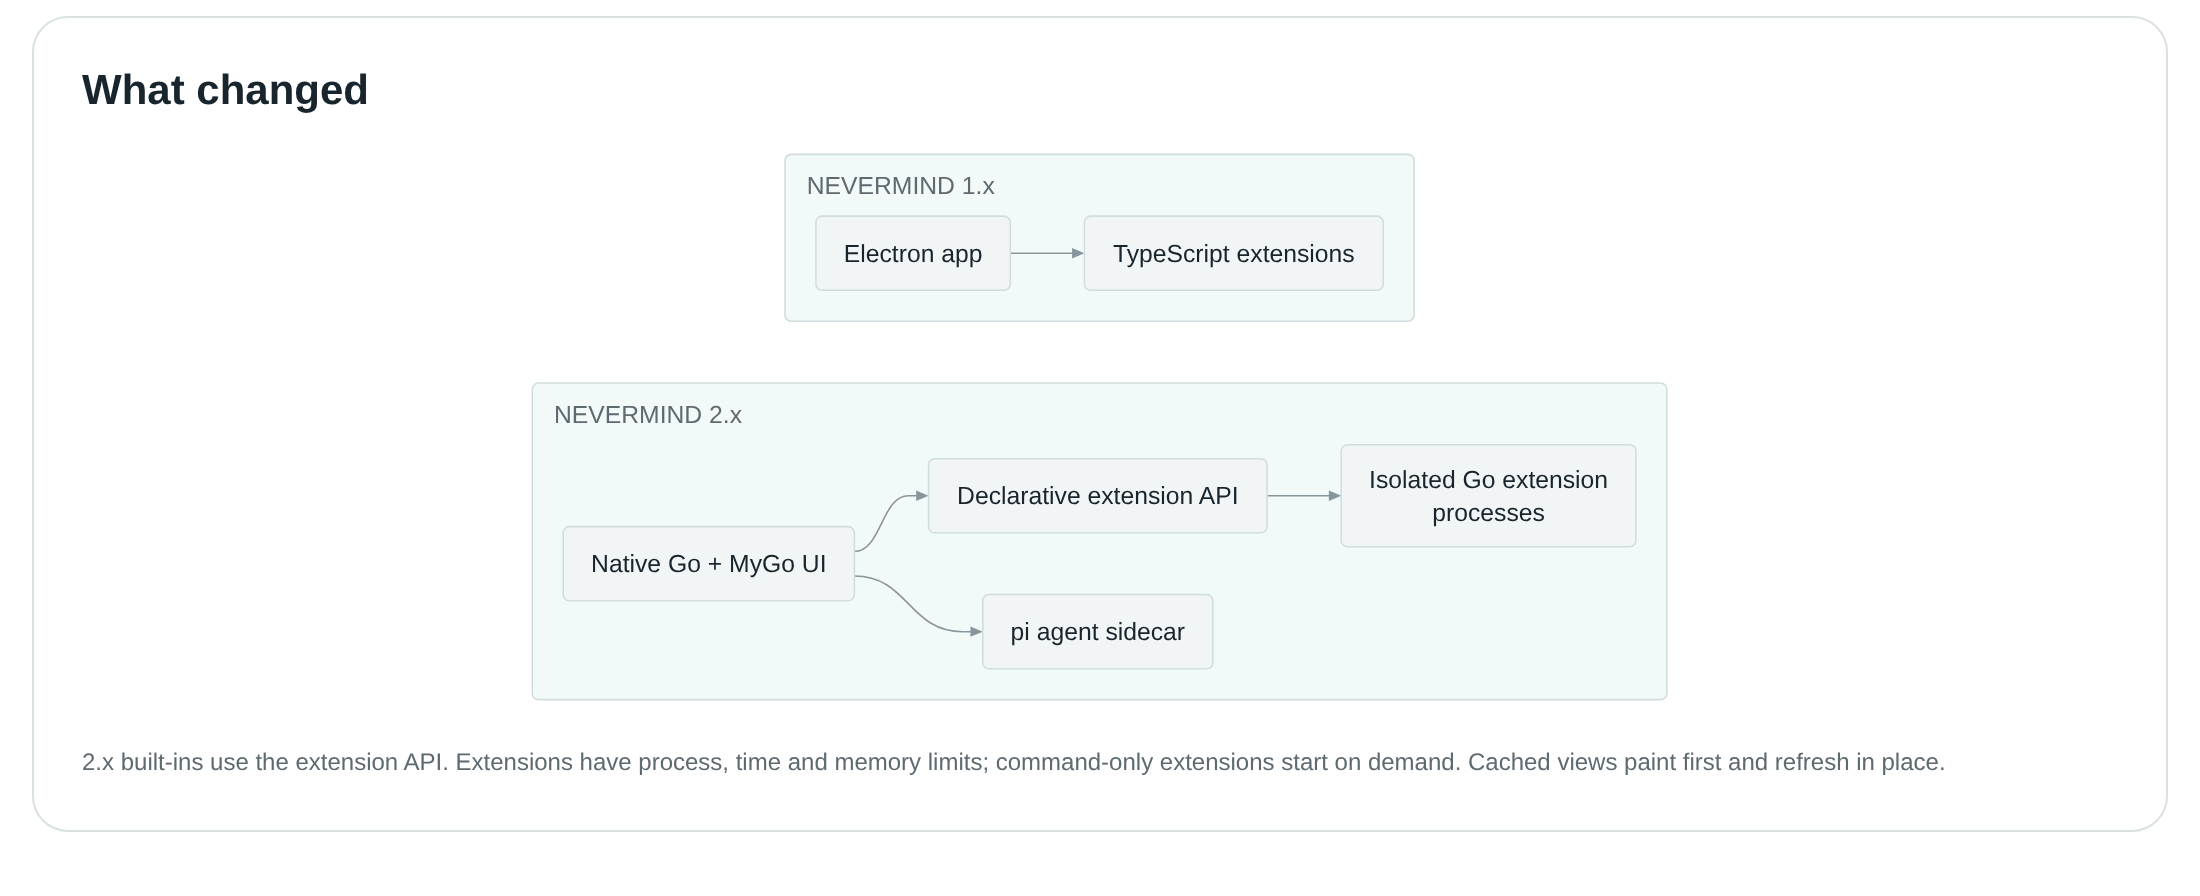 What changed
NEVERMIND 1.x
Electron app
TypeScript extensions
NEVERMIND 2.x
Declarative extension API
Isolated Go extension
processes
Native Go + MyGo UI
pi agent sidecar
2.x built-ins use the extension API. Extensions have process, time and memory limits; command-only extensions start on demand. Cached views paint first and refresh in place.